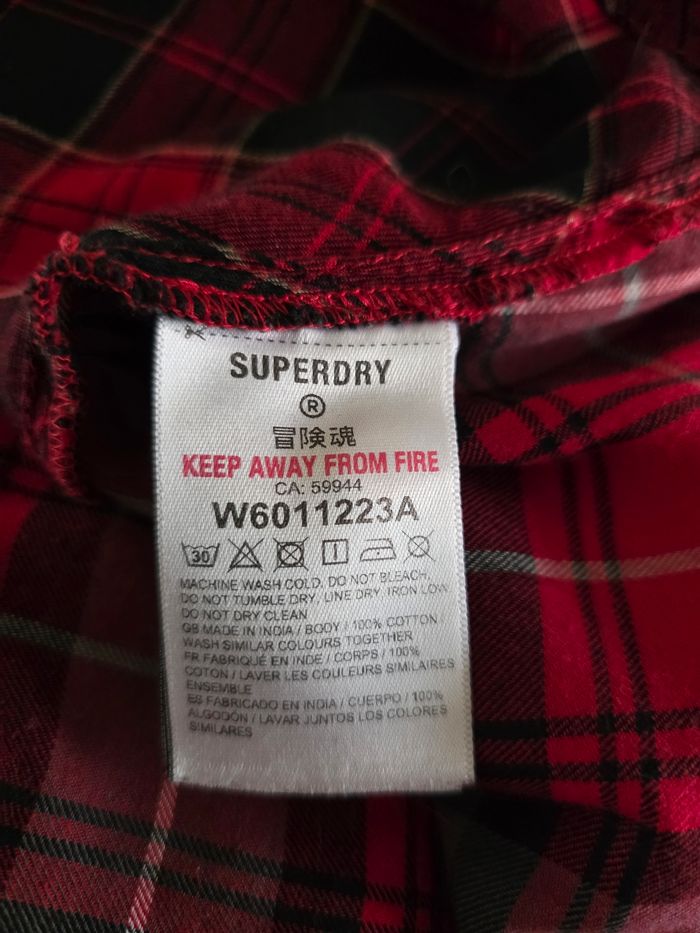 SUPERDRY
®
冒険魂
KEEP AWAY FROM FIRE
CA: 59944
W6011223A
30
MACHINE WASH COLD. DO NOT BLEACH.
DO NOT TUMBLE DRY. LINE DRY. IRON LOW
DO NOT DRY CLEAN
GB MADE IN INDIA / BODY / 100% COTTON
WASH SIMILAR COLOURS TOGETHER
FR FABRIQUÉ EN INDE / CORPS / 100%
COTON / LAVER LES COULEURS SIMILAIRES
ENSEMBLE
ES FABRICADO EN INDIA / CUERPO / 100%
ALGODÓN / LAVAR JUNTOS LOS COLORES
SIMILARES